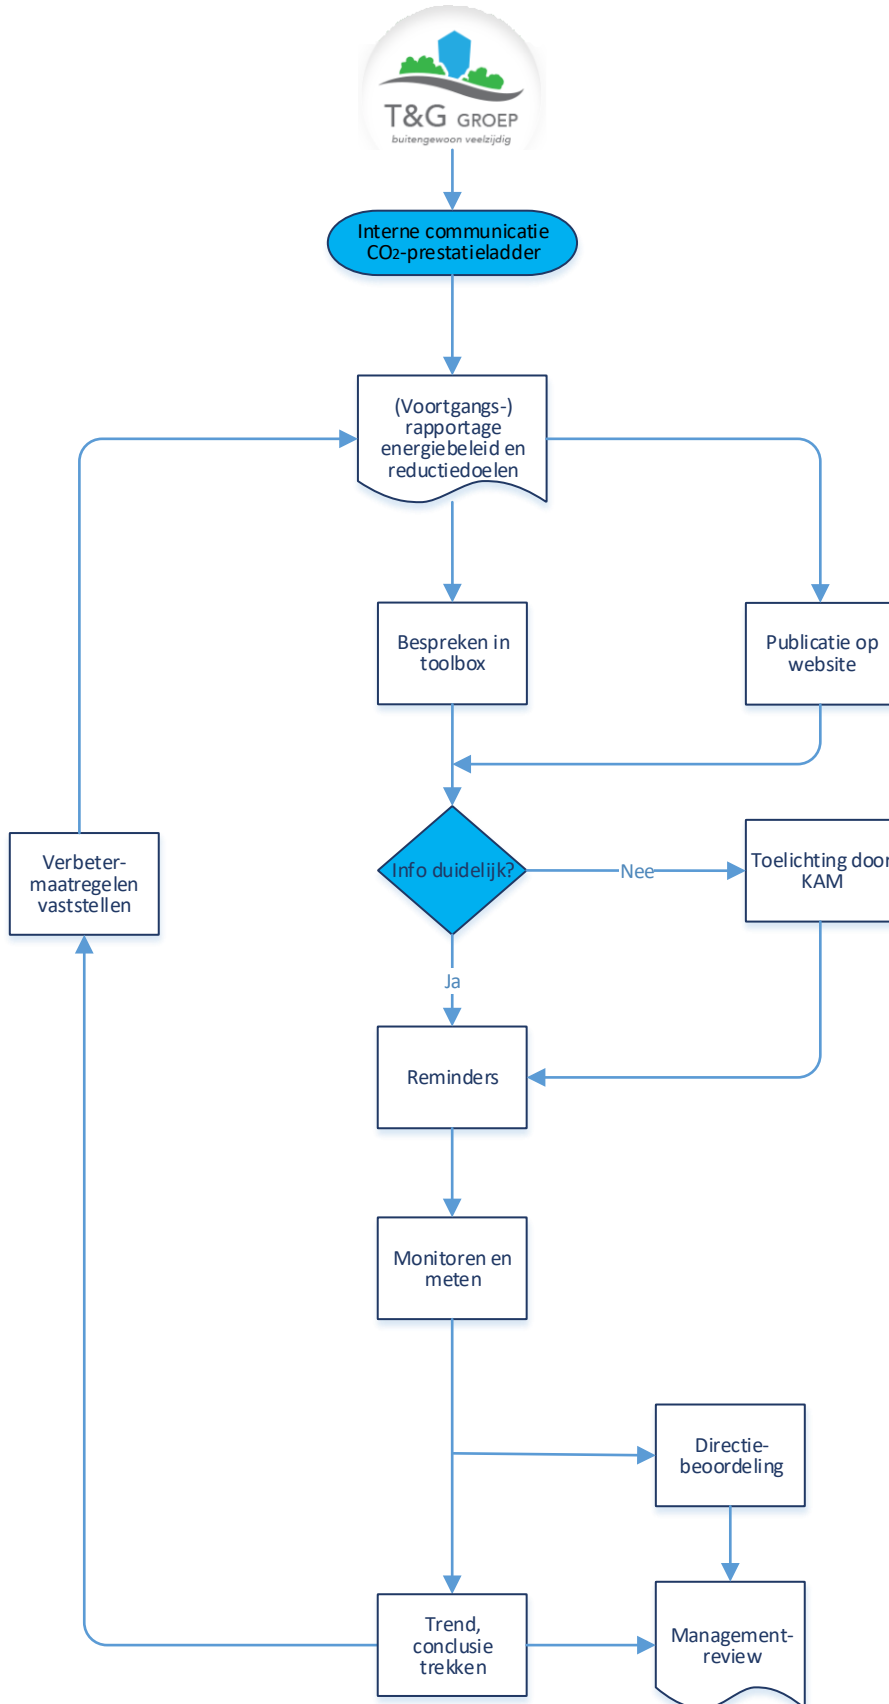 T&G GROEP
buitengewoon veelzijdig
Interne communicatie
CO2-prestatieladder
(Voortgangs-)
rapportage
energiebeleid en
reductiedoelen
Bespreken in
toolbox
Publicatie op
website
Verbeter-
maatregelen
vaststellen
Info duidelijk?
Nee
Toelichting door
KAM
Ja
Reminders
Monitoren en
meten
Directie-
beoordeling
Trend,
conclusie
trekken
Management-
review